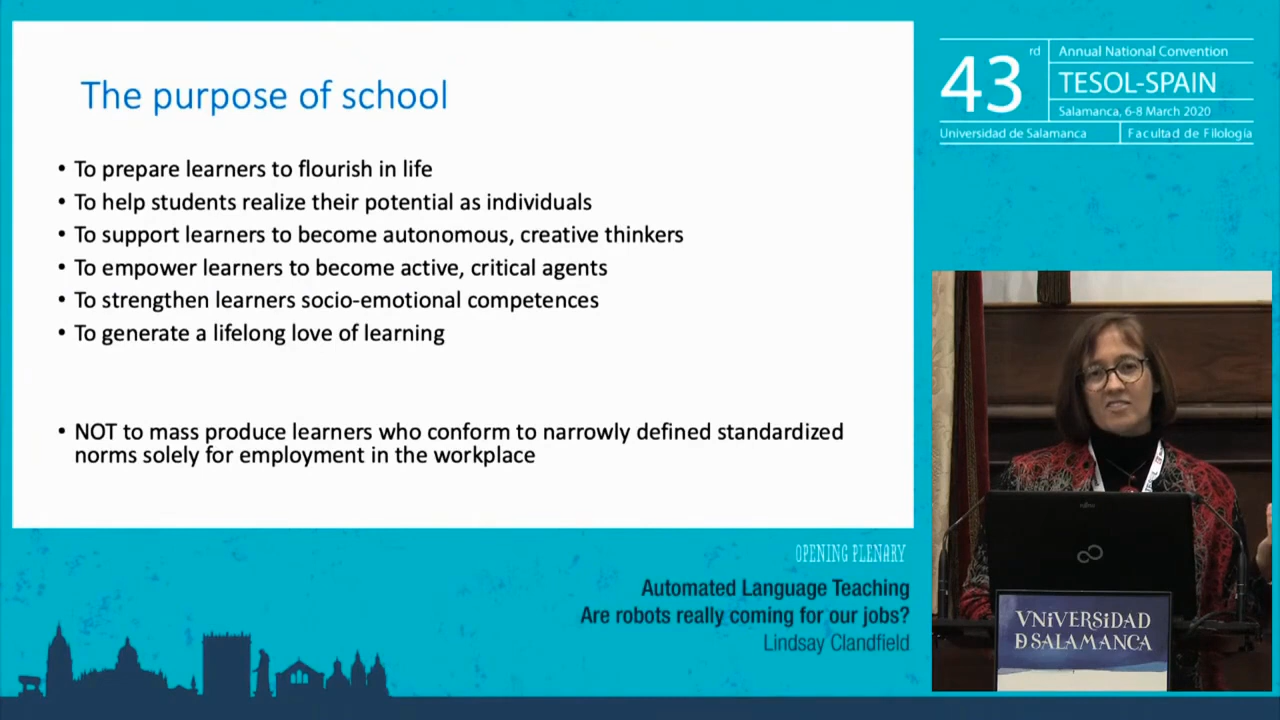 The purpose of school
• To prepare learners to flourish in life
• To help students realize their potential as individuals
• To support learners to become autonomous, creative thinkers
• To empower learners to become active, critical agents
• To strengthen learners socio-emotional competences
• To generate a lifelong love of learning
• NOT to mass produce learners who conform to narrowly defined standardized
norms solely for employment in the workplace
43rd
Annual National Convention
TESOL-SPAIN
Salamanca, 6-8 March 2020
Universidad de Salamanca
Facultad de Filología
OPENING PLENARY
Automated Language Teaching
Are robots really coming for our jobs?
Lindsay Clandfield
VNiVERSiDAD
Đ SALAMANCA